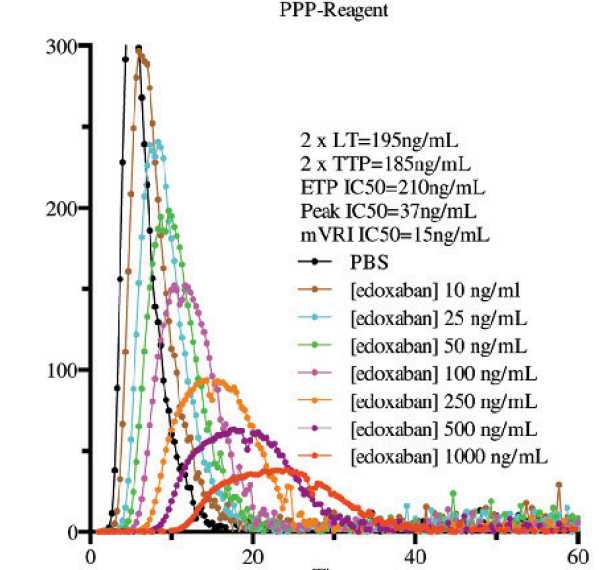 PPP-Reagent
300
200
100
0
0
20
40
60
2 x LT=195ng/mL
2 x TTP=185ng/mL
ETP IC50=210ng/mL
Peak IC50=37ng/mL
mVRI IC50=15ng/mL
PBS
[edoxaban] 10 ng/ml
[edoxaban] 25 ng/mL
[edoxaban] 50 ng/mL
[edoxaban] 100 ng/mL
[edoxaban] 250 ng/mL
[edoxaban] 500 ng/mL
[edoxaban] 1000 ng/mL